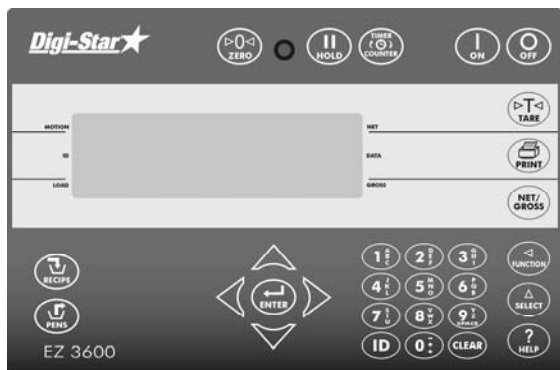 Digi-Star
▷0◁ ZERO
HOLD
TIMER COUNTER
ON
OFF
MOTION
NET
ID
DATA
LOAD
GROSS
▷T◁ TARE
PRINT
NET/ GROSS
RECIPE
PENS
ENTER
1 A B C
2 D E F
3 G H I
4 J K L
5 M N O
6 P Q R
7 S T U
8 V W X
9 Y Z SPACE
ID
0
CLEAR
FUNCTION
SELECT
? HELP
EZ 3600